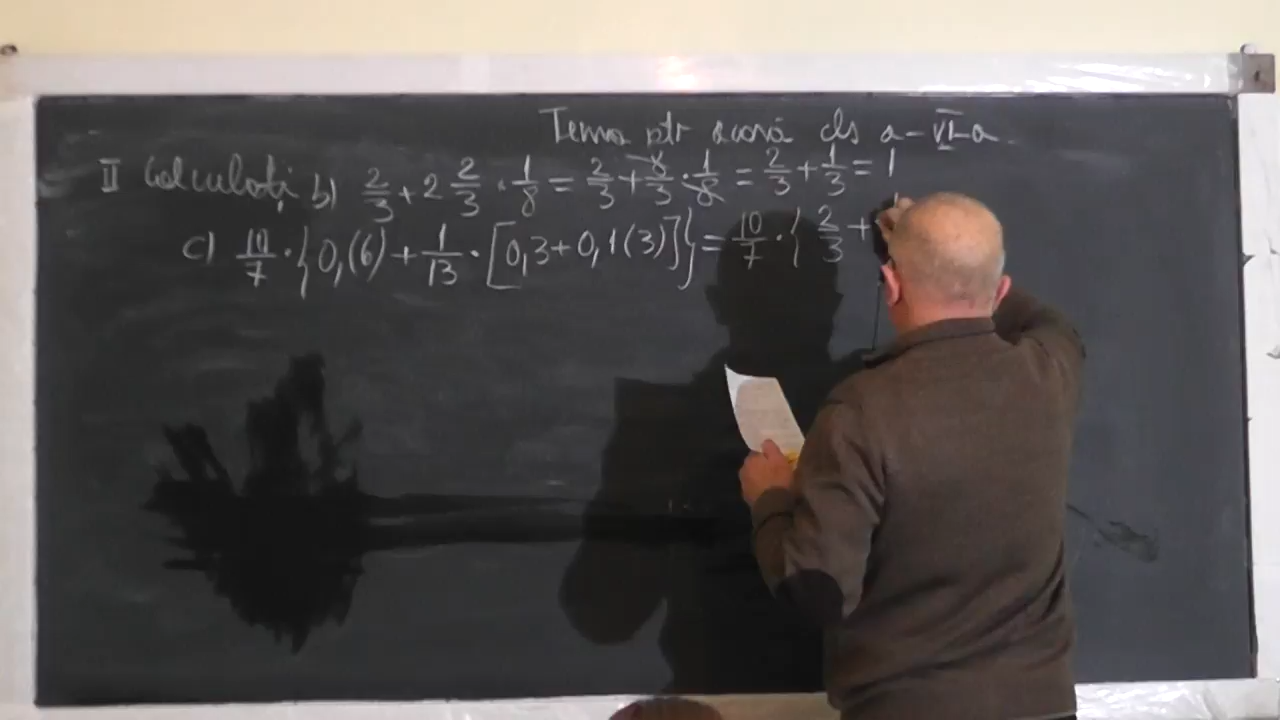 Tema ptr acasă cls a-VI-a
II Calculați b) 2/3 + 2 2/3 · 1/8 = 2/3 + 8/3 · 1/8 = 2/3 + 1/3 = 1
c) 10/7 · { 0,(6) + 1/13 · [0,3 + 0,1(3)] } = 10/7 · { 2/3 +